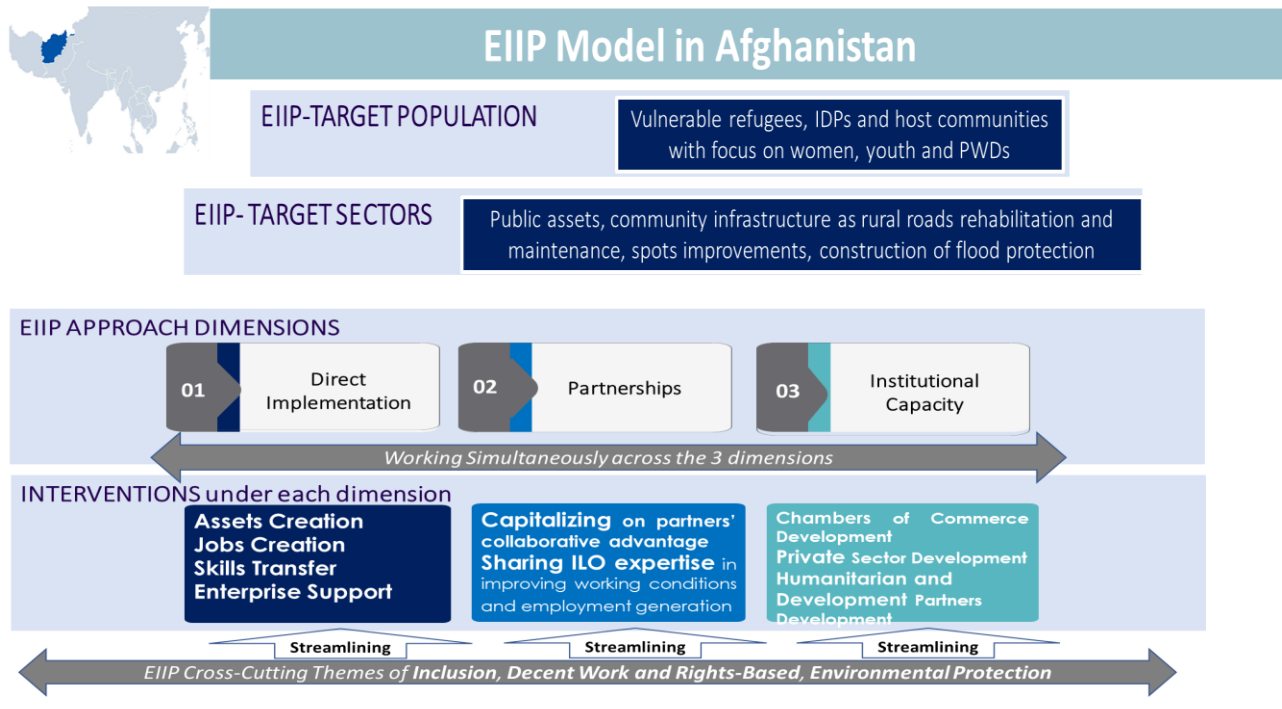 EIIP Model in Afghanistan
EIIP-TARGET POPULATION
Vulnerable refugees, IDPs and host communities
with focus on women, youth and PWDs
EIIP- TARGET SECTORS
Public assets, community infrastructure as rural roads rehabilitation and
maintenance, spots improvements, construction of flood protection
EIIP APPROACH DIMENSIONS
01
Direct
Implementation
02
Partnerships
03
Institutional
Capacity
Working Simultaneously across the 3 dimensions
INTERVENTIONS under each dimension
Assets Creation
Jobs Creation
Skills Transfer
Enterprise Support
Capitalizing on partners'
collaborative advantage
Sharing ILO expertise in
improving working conditions
and employment generation
Chambers of Commerce
Development
Private Sector Development
Humanitarian and
Development Partners
Development
Streamlining
Streamlining
Streamlining
EIIP Cross-Cutting Themes of Inclusion, Decent Work and Rights-Based, Environmental Protection